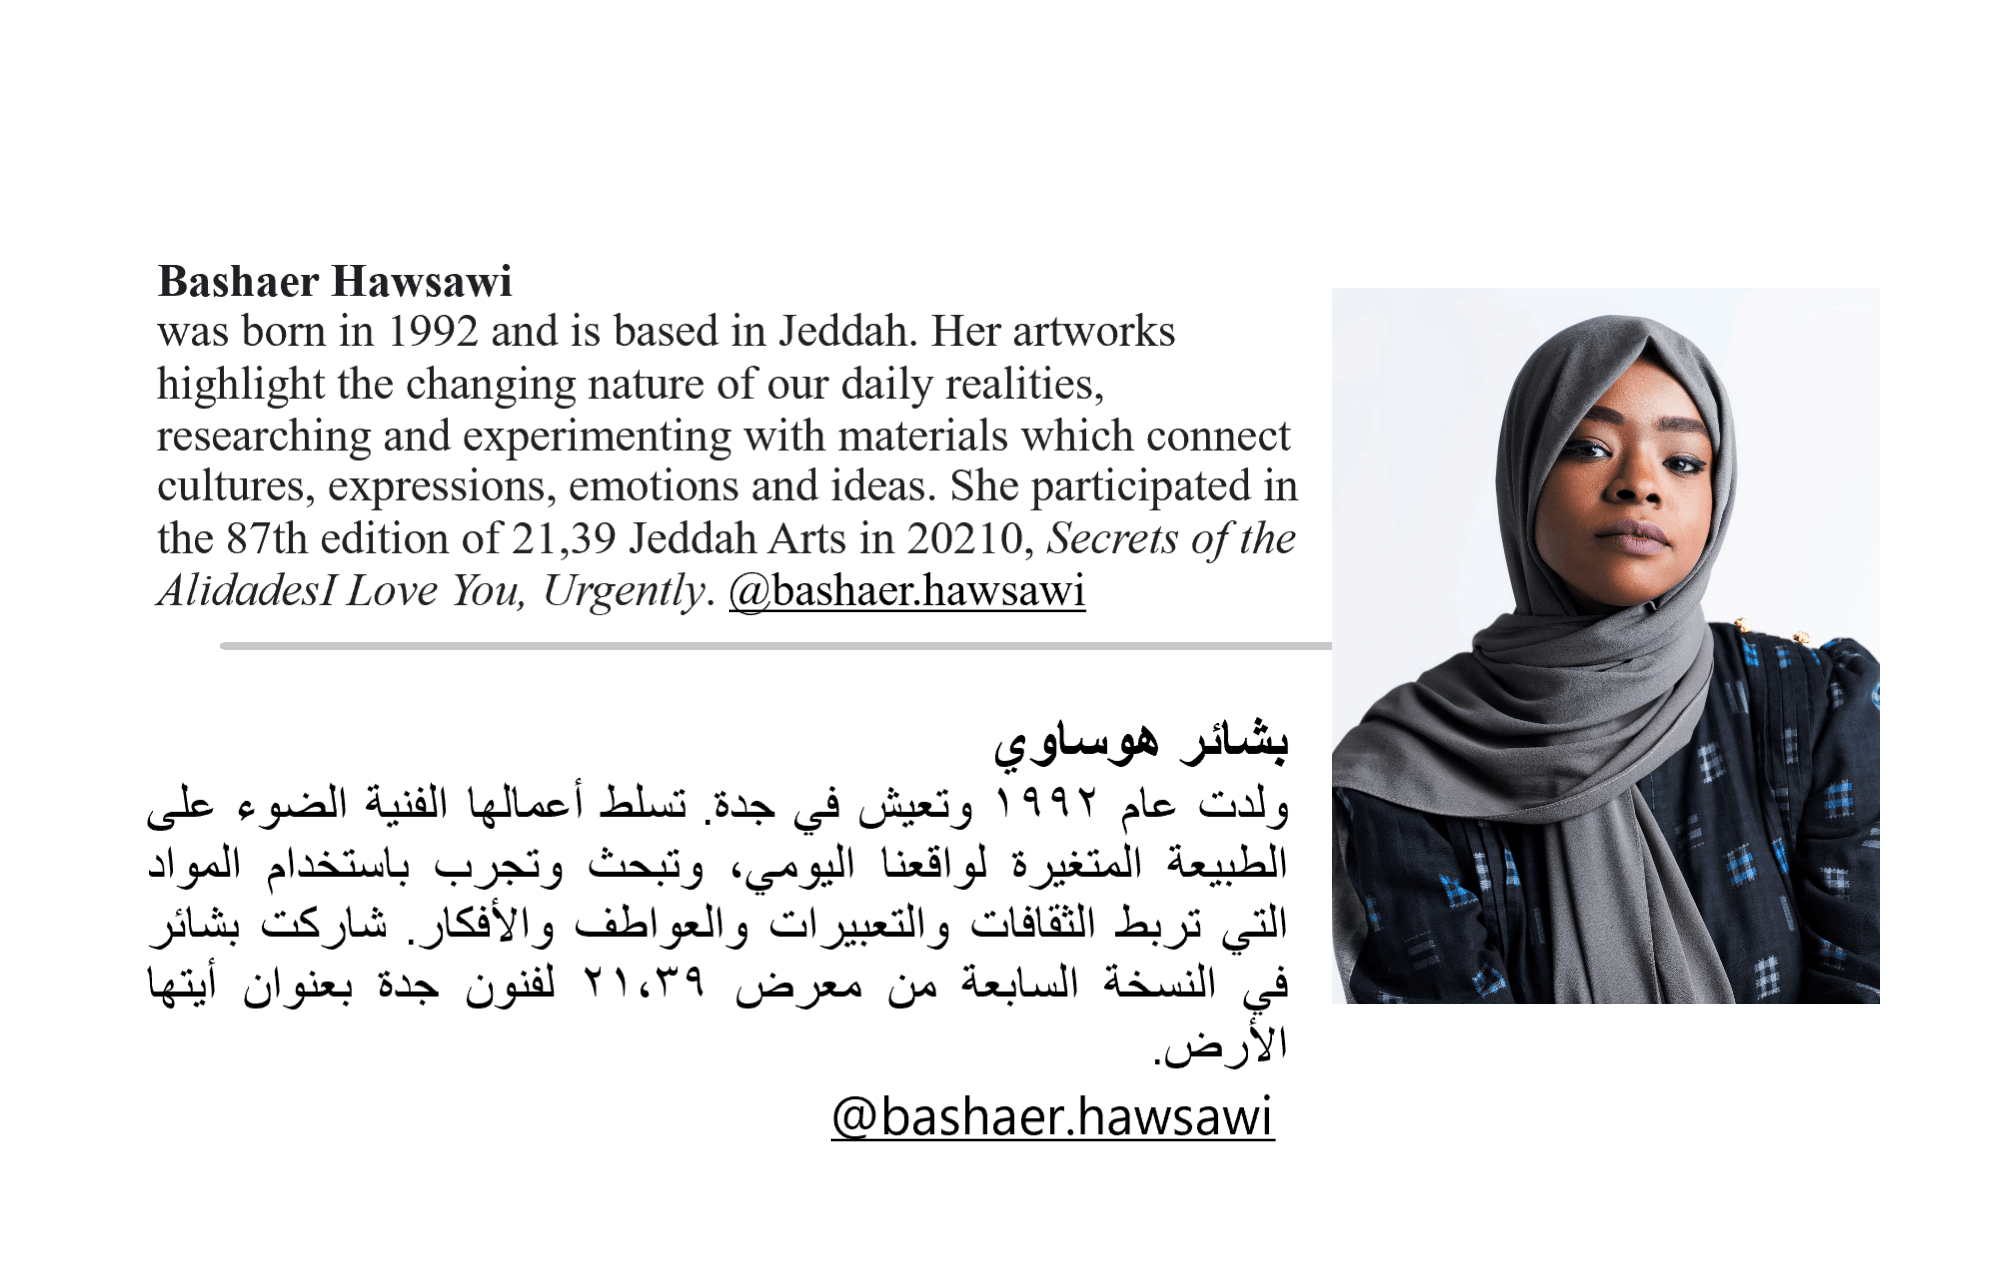 Bashaer Hawsawi
was born in 1992 and is based in Jeddah. Her artworks
highlight the changing nature of our daily realities,
researching and experimenting with materials which connect
cultures, expressions, emotions and ideas. She participated in
the 87th edition of 21,39 Jeddah Arts in 20210, Secrets of the
AlidadesI Love You, Urgently. @bashaer.hawsawi
بشائر هوساوي
ولدت عام ١٩٩٢ وتعيش في جدة. تسلط أعمالها الفنية الضوء على
الطبيعة المتغيرة لواقعنا اليومي، وتبحث وتجرب باستخدام المواد
التي تربط الثقافات والتعبيرات والعواطف والأفكار. شاركت بشائر
في النسخة السابعة من معرض ٢١،٣٩ لفنون جدة بعنوان أيتها
الأرض.
@bashaer.hawsawi